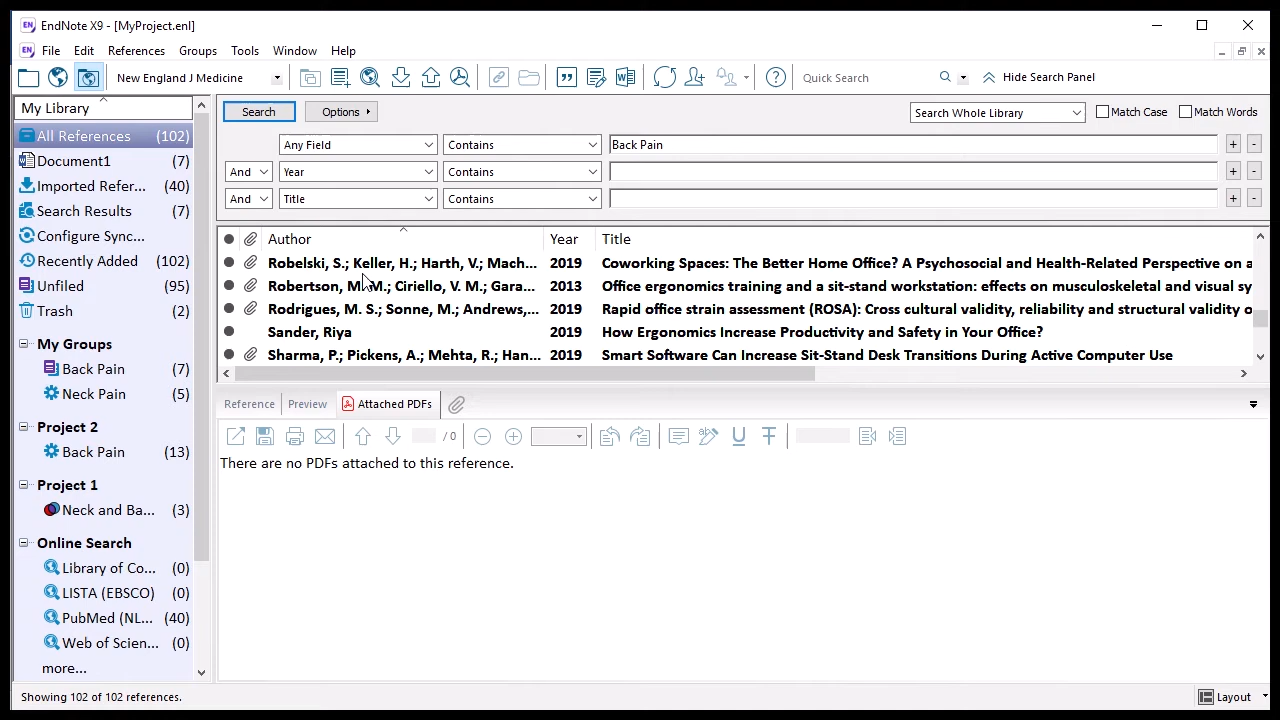 EndNote X9 - [MyProject.enl]
File Edit References Groups Tools Window Help
New England J Medicine Quick Search Hide Search Panel
My Library
All References (102)
Document1 (7)
Imported Refer... (40)
Search Results (7)
Configure Sync...
Recently Added (102)
Unfiled (95)
Trash (2)
My Groups
Back Pain (7)
Neck Pain (5)
Project 2
Back Pain (13)
Project 1
Neck and Ba... (3)
Online Search
Library of Co... (0)
LISTA (EBSCO) (0)
PubMed (NL... (40)
Web of Scien... (0)
more...
Search Options Search Whole Library Match Case Match Words
Any Field Contains Back Pain + -
And Year Contains + -
And Title Contains + -
Author Year Title
Robelski, S.; Keller, H.; Harth, V.; Mach... 2019 Coworking Spaces: The Better Home Office? A Psychosocial and Health-Related Perspective on a
Robertson, M. M.; Ciriello, V. M.; Gara... 2013 Office ergonomics training and a sit-stand workstation: effects on musculoskeletal and visual sy
Rodrigues, M. S.; Sonne, M.; Andrews,... 2019 Rapid office strain assessment (ROSA): Cross cultural validity, reliability and structural validity o
Sander, Riya 2019 How Ergonomics Increase Productivity and Safety in Your Office?
Sharma, P.; Pickens, A.; Mehta, R.; Han... 2019 Smart Software Can Increase Sit-Stand Desk Transitions During Active Computer Use
Reference Preview Attached PDFs
/ 0
There are no PDFs attached to this reference.
Showing 102 of 102 references. Layout